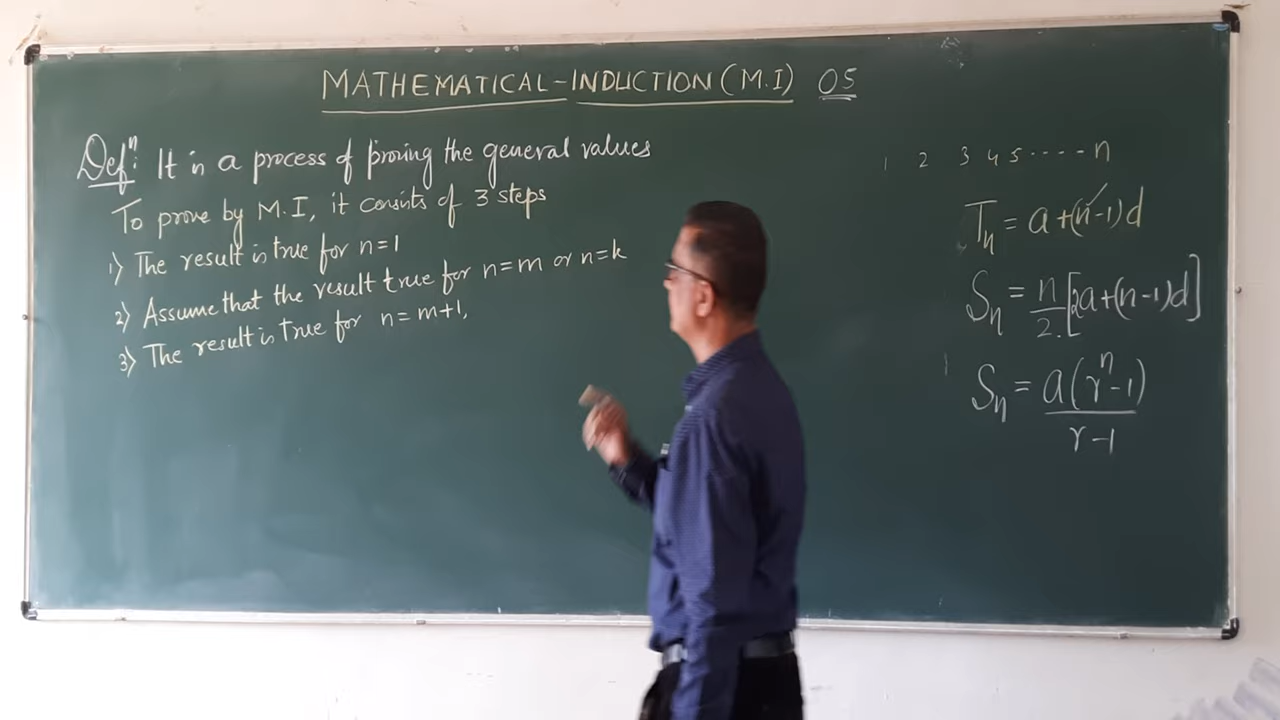 MATHEMATICAL-INDUCTION (M.I) 05
Defⁿ: It is a process of proving the general values
To prove by M.I, it consists of 3 steps
1) The result is true for n=1
2) Assume that the result true for n=m or n=k
3) The result is true for n=m+1,
1 2 3 4 5 ····· n
Tₙ = a+(n-1)d
Sₙ = n/2. [2a+(n-1)d]
Sₙ = a(rⁿ-1)/r-1